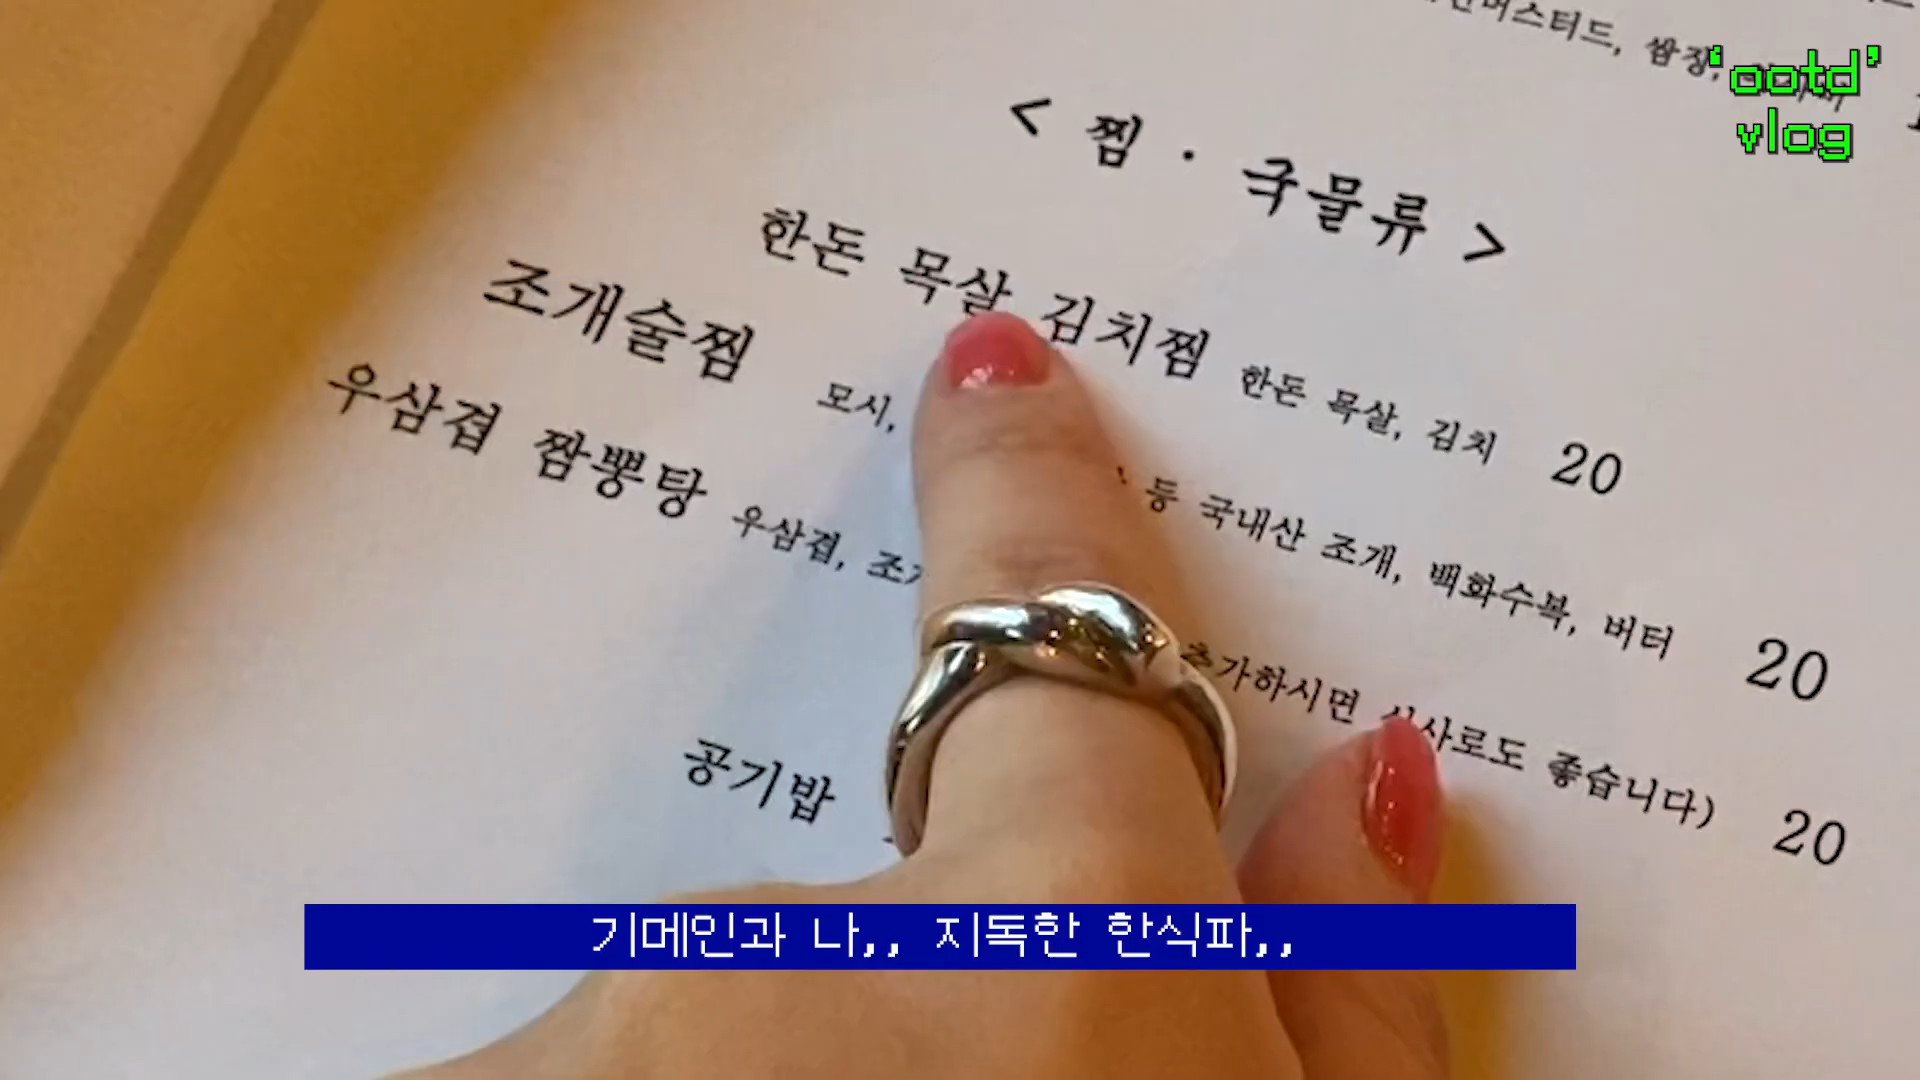 머스터드, 쌈장,
'ootd'
vlog
< 찜 · 국물류 >
한돈 목살 김치찜 한돈 목살, 김치 20
조개술찜 모시, 등 국내산 조개, 백화수복, 버터 20
우삼겹 짬뽕탕 우삼겹, 추가하시면 식사로도 좋습니다) 20
공기밥
기메인과 나,, 지독한 한식파,,